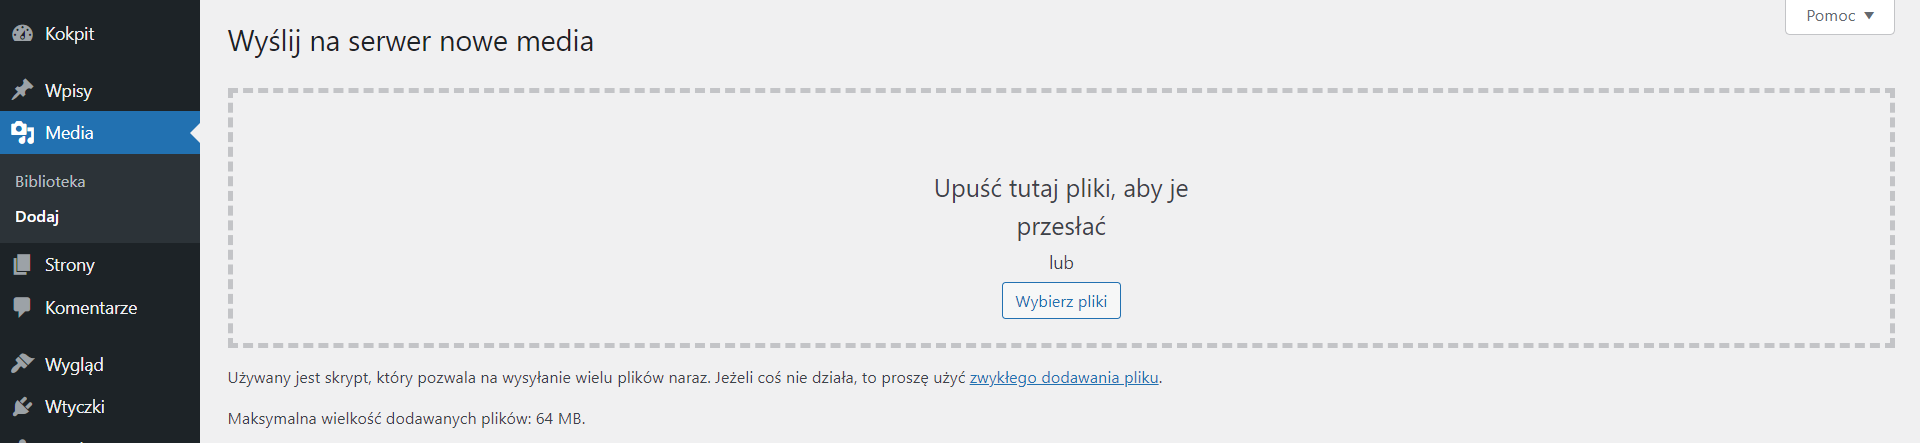 Kokpit
Wpisy
Media
Biblioteka
Dodaj
Strony
Komentarze
Wygląd
Wtyczki
Pomoc
Wyślij na serwer nowe media
Upuść tutaj pliki, aby je
przesłać
lub
Wybierz pliki
Używany jest skrypt, który pozwala na wysyłanie wielu plików naraz. Jeżeli coś nie działa, to proszę użyć zwykłego dodawania pliku.
Maksymalna wielkość dodawanych plików: 64 MB.